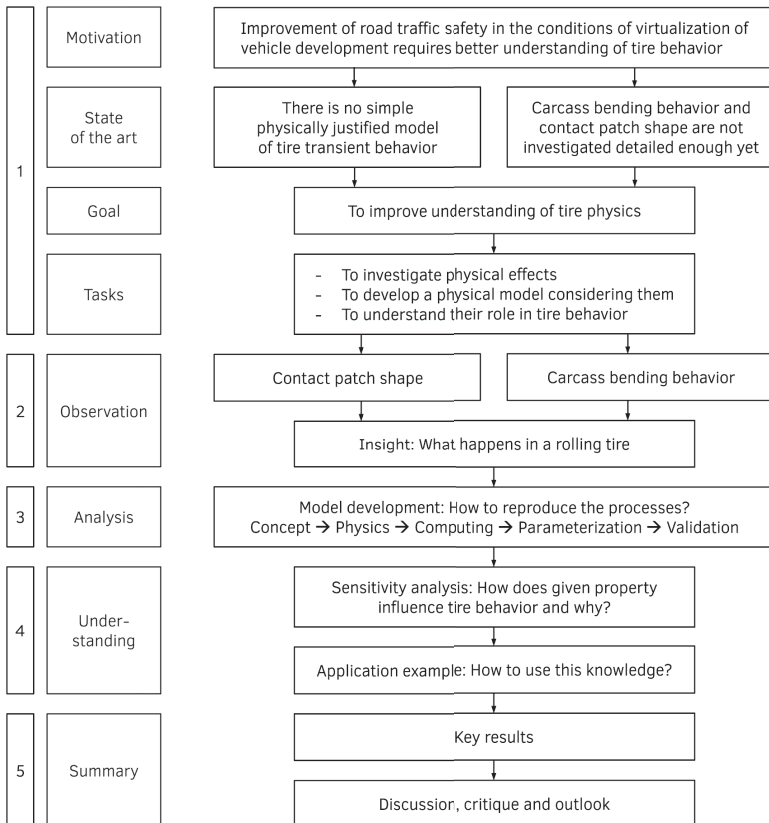 1
Motivation
Improvement of road traffic safety in the conditions of virtualization of
vehicle development requires better understanding of tire behavior
State
of the art
There is no simple
physically justified model
of tire transient behavior
Carcass bending behavior and
contact patch shape are not
investigated detailed enough yet
Goal
To improve understanding of tire physics
Tasks
- To investigate physical effects
- To develop a physical model considering them
- To understand their role in tire behavior
2
Observation
Contact patch shape
Carcass bending behavior
Insight: What happens in a rolling tire
3
Analysis
Model development: How to reproduce the processes?
Concept → Physics → Computing → Parameterization → Validation
4
Under-
standing
Sensitivity analysis: How does given property
influence tire behavior and why?
Application example: How to use this knowledge?
5
Summary
Key results
Discussion, critique and outlook